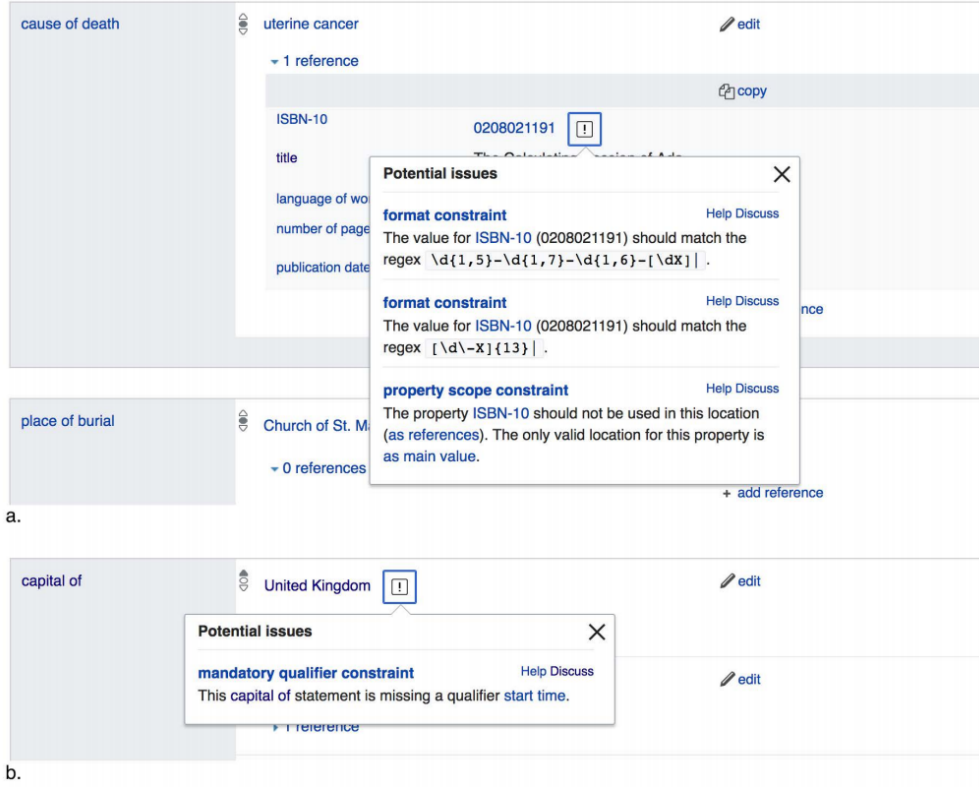 cause of death
uterine cancer
edit
1 reference
copy
ISBN-10
0208021191
title
language of wo
number of page
publication date
Potential issues
format constraint
Help Discuss
The value for ISBN-10 (0208021191) should match the
regex \d{1,5}-\d{1,7}-\d{1,6}-[\dX]| .
format constraint
Help Discuss
The value for ISBN-10 (0208021191) should match the
regex [\d\-X]{13}| .
property scope constraint
Help Discuss
The property ISBN-10 should not be used in this location
(as references). The only valid location for this property is
as main value.
nce
place of burial
Church of St. Ma
0 references
+ add reference
a.
capital of
United Kingdom
edit
Potential issues
mandatory qualifier constraint
Help Discuss
This capital of statement is missing a qualifier start time.
edit
1 reference
b.